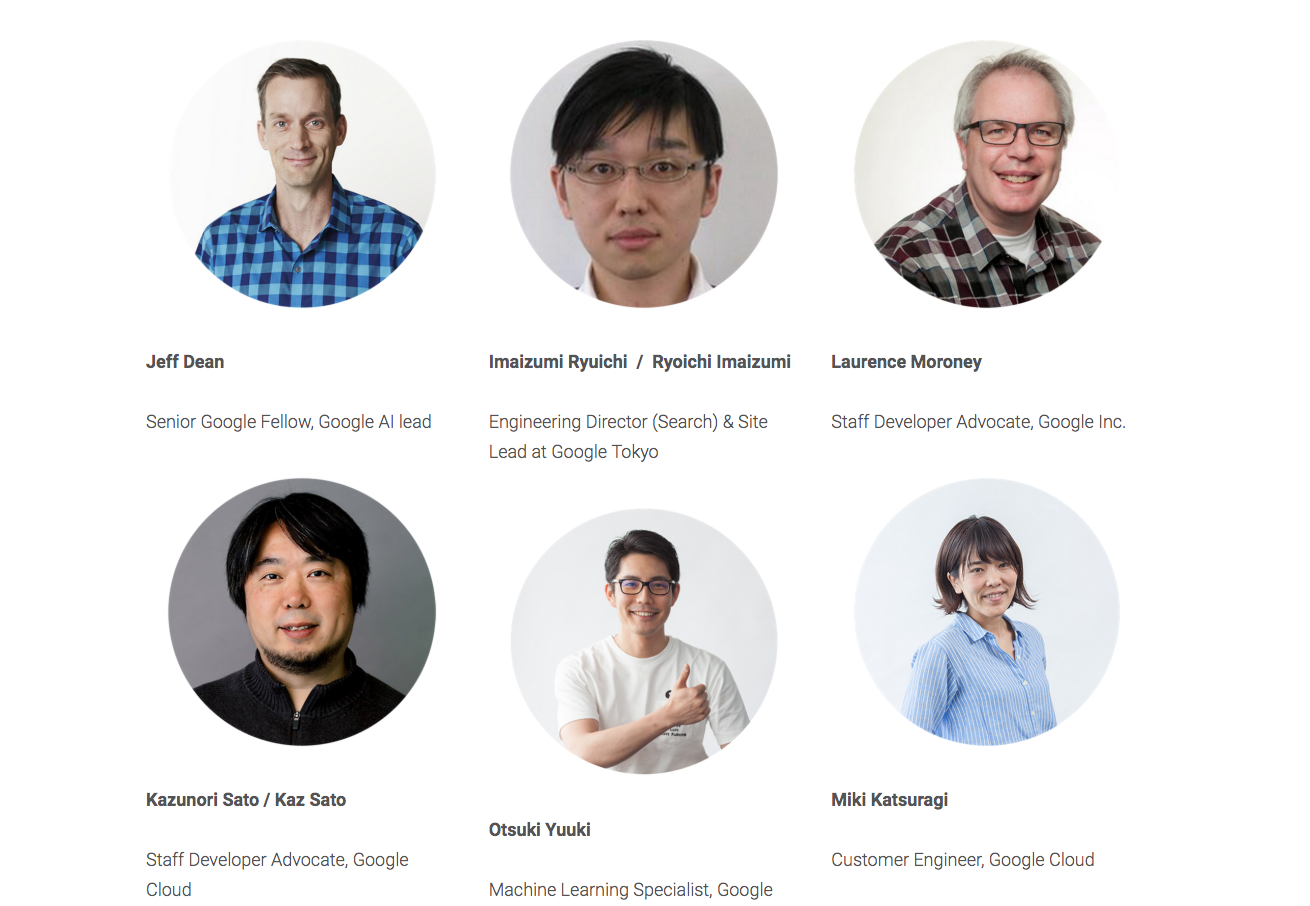 Jeff Dean
Senior Google Fellow, Google AI lead
Imaizumi Ryuichi / Ryoichi Imaizumi
Engineering Director (Search) & Site
Lead at Google Tokyo
Laurence Moroney
Staff Developer Advocate, Google Inc.
Kazunori Sato / Kaz Sato
Staff Developer Advocate, Google
Cloud
Otsuki Yuuki
Machine Learning Specialist, Google
Miki Katsuragi
Customer Engineer, Google Cloud